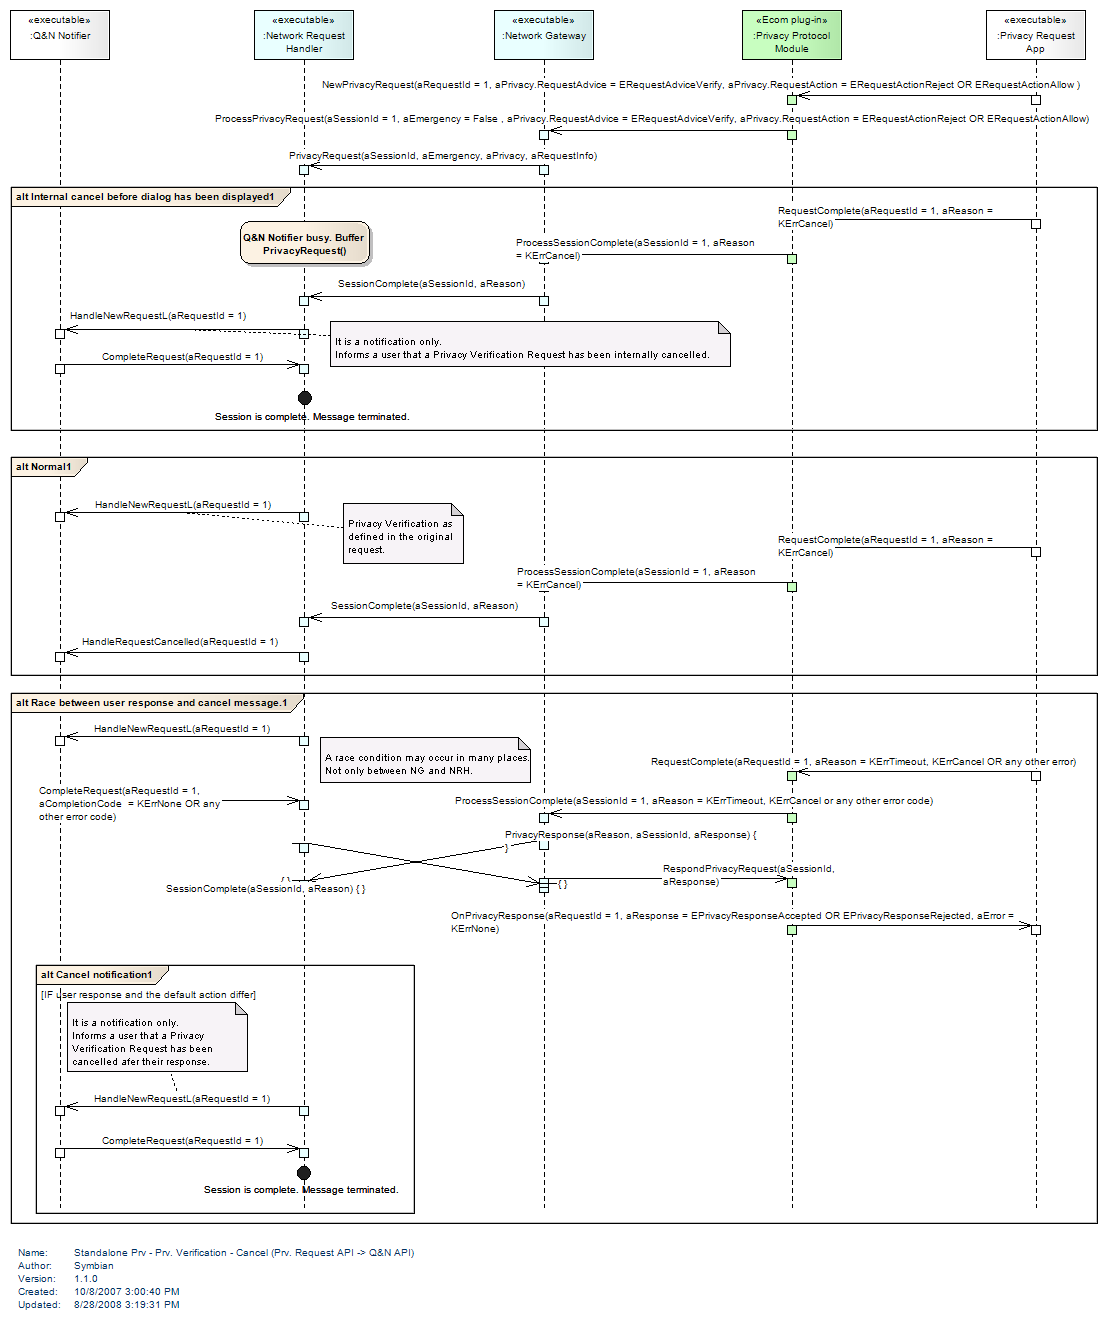 «executable»
:Q&N Notifier
«executable»
:Network Request
Handler
«executable»
:Network Gateway
«Ecom plug-in»
:Privacy Protocol
Module
«executable»
:Privacy Request
App
NewPrivacyRequest(aRequestId = 1, aPrivacy.RequestAdvice = ERequestAdviceVerify, aPrivacy.RequestAction = ERequestActionReject OR ERequestActionAllow )
ProcessPrivacyRequest(aSessionId = 1, aEmergency = False , aPrivacy.RequestAdvice = ERequestAdviceVerify, aPrivacy.RequestAction = ERequestActionReject OR ERequestActionAllow)
PrivacyRequest(aSessionId, aEmergency, aPrivacy, aRequestInfo)
alt Internal cancel before dialog has been displayed1
RequestComplete(aRequestId = 1, aReason =
KErrCancel)
Q&N Notifier busy. Buffer
PrivacyRequest()
ProcessSessionComplete(aSessionId = 1, aReason
= KErrCancel)
SessionComplete(aSessionId, aReason)
HandleNewRequestL(aRequestId = 1)
It is a notification only.
Informs a user that a Privacy Verification Request has been internally cancelled.
CompleteRequest(aRequestId = 1)
Session is complete. Message terminated.
alt Normal1
HandleNewRequestL(aRequestId = 1)
Privacy Verification as
defined in the original
request.
RequestComplete(aRequestId = 1, aReason =
KErrCancel)
ProcessSessionComplete(aSessionId = 1, aReason
= KErrCancel)
SessionComplete(aSessionId, aReason)
HandleRequestCancelled(aRequestId = 1)
alt Race between user response and cancel message.1
HandleNewRequestL(aRequestId = 1)
A race condition may occur in many places.
Not only between NG and NRH.
RequestComplete(aRequestId = 1, aReason = KErrTimeout, KErrCancel OR any other error)
CompleteRequest(aRequestId = 1,
aCompletionCode  = KErrNone OR any
other error code)
ProcessSessionComplete(aSessionId = 1, aReason = KErrTimeout, KErrCancel or any other error code)
PrivacyResponse(aReason, aSessionId, aResponse) {
}
RespondPrivacyRequest(aSessionId,
aResponse)
{ }
{ }
SessionComplete(aSessionId, aReason) { }
OnPrivacyResponse(aRequestId = 1, aResponse = EPrivacyResponseAccepted OR EPrivacyResponseRejected, aError =
KErrNone)
alt Cancel notification1
[IF user response and the default action differ]
It is a notification only.
Informs a user that a Privacy
Verification Request has been
cancelled afer their response.
HandleNewRequestL(aRequestId = 1)
CompleteRequest(aRequestId = 1)
Session is complete. Message terminated.
Name: Standalone Prv - Prv. Verification - Cancel (Prv. Request API -> Q&N API)
Author: Symbian
Version: 1.1.0
Created: 10/8/2007 3:00:40 PM
Updated: 8/28/2008 3:19:31 PM